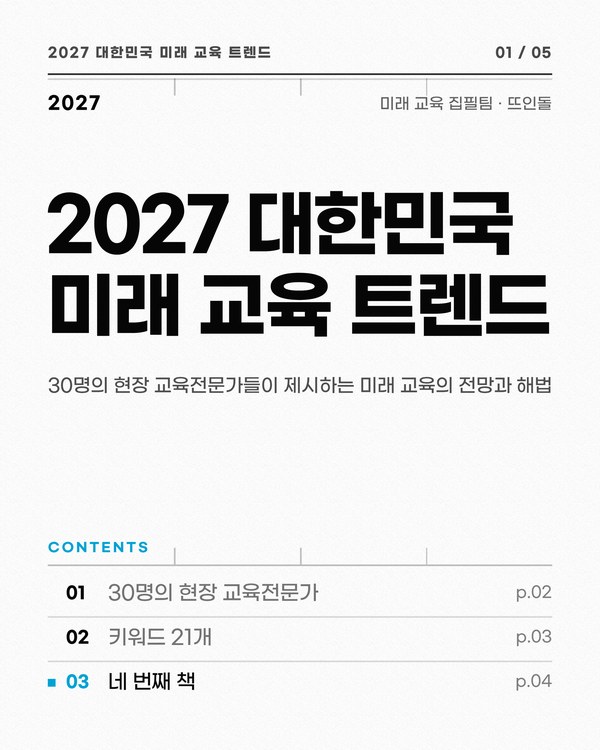 2027 대한민국 미래 교육 트렌드 01 / 05
2027 미래 교육 집필팀 · 뜨인돌
2027 대한민국
미래 교육 트렌드
30명의 현장 교육전문가들이 제시하는 미래 교육의 전망과 해법
CONTENTS
01 30명의 현장 교육전문가 p.02
02 키워드 21개 p.03
03 네 번째 책 p.04